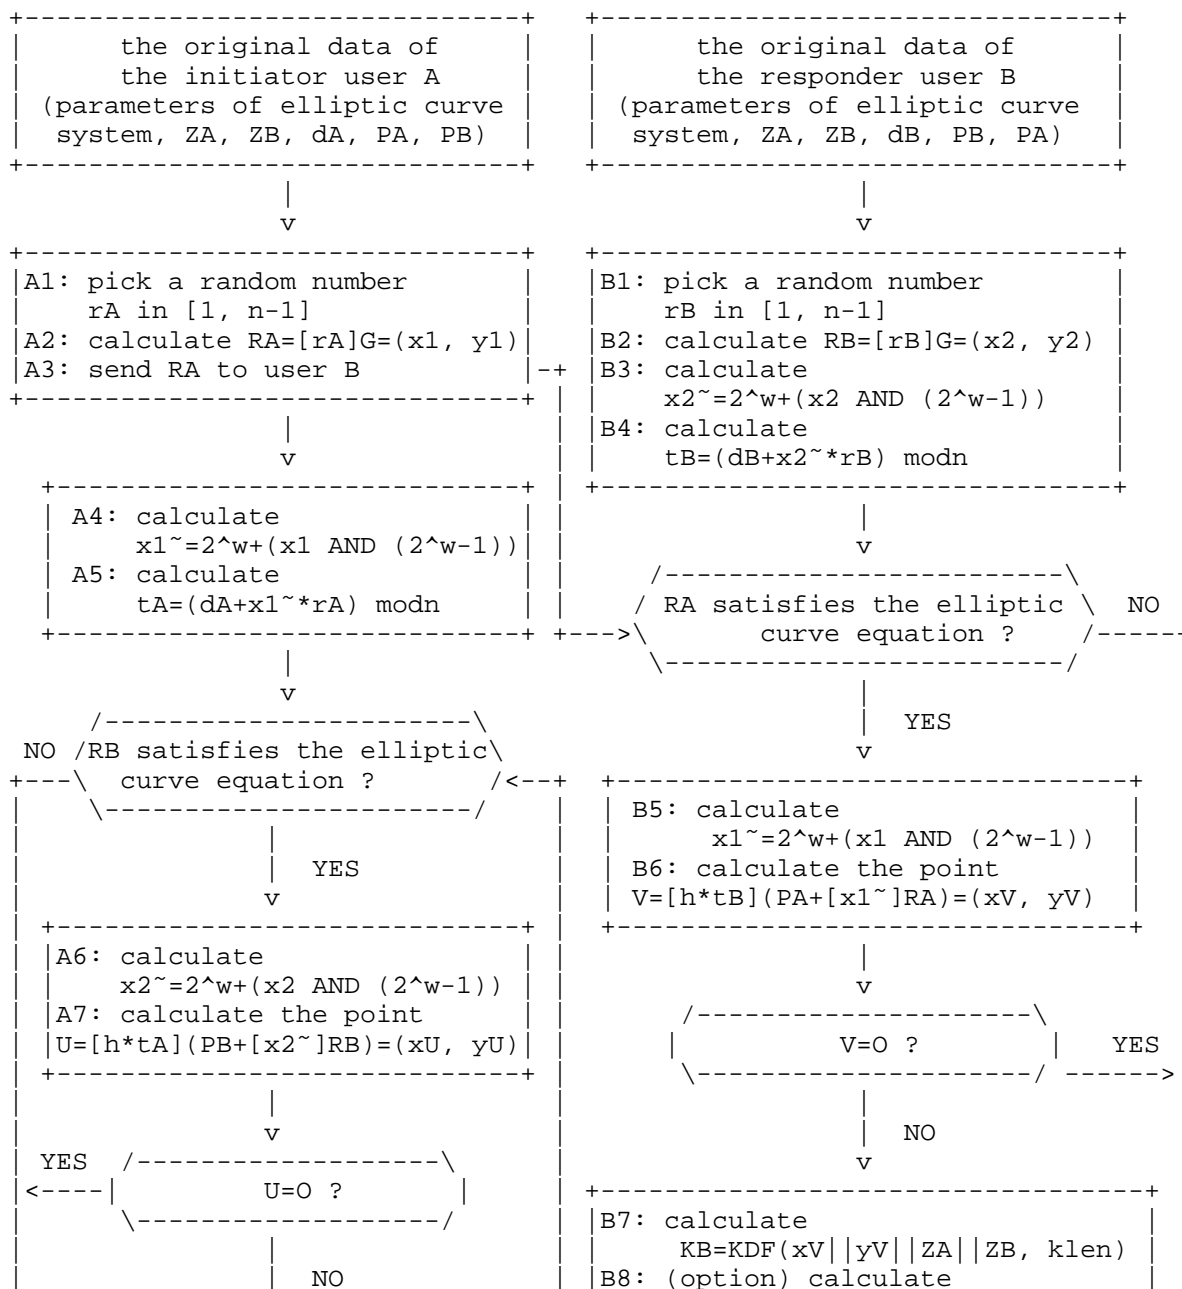 the original data of
the initiator user A
(parameters of elliptic curve
system, ZA, ZB, dA, PA, PB)
the original data of
the responder user B
(parameters of elliptic curve
system, ZA, ZB, dB, PB, PA)
A1: pick a random number
rA in [1, n-1]
A2: calculate RA=[rA]G=(x1, y1)
A3: send RA to user B
B1: pick a random number
rB in [1, n-1]
B2: calculate RB=[rB]G=(x2, y2)
B3: calculate
x2~=2^w+(x2 AND (2^w-1))
B4: calculate
tB=(dB+x2~*rB) modn
A4: calculate
x1~=2^w+(x1 AND (2^w-1))
A5: calculate
tA=(dA+x1~*rA) modn
RA satisfies the elliptic
curve equation ?
NO
YES
RB satisfies the elliptic
curve equation ?
NO
YES
B5: calculate
x1~=2^w+(x1 AND (2^w-1))
B6: calculate the point
V=[h*tB](PA+[x1~]RA)=(xV, yV)
A6: calculate
x2~=2^w+(x2 AND (2^w-1))
A7: calculate the point
U=[h*tA](PB+[x2~]RB)=(xU, yU)
V=O ?
YES
NO
YES
U=O ?
NO
B7: calculate
KB=KDF(xV||yV||ZA||ZB, klen)
B8: (option) calculate